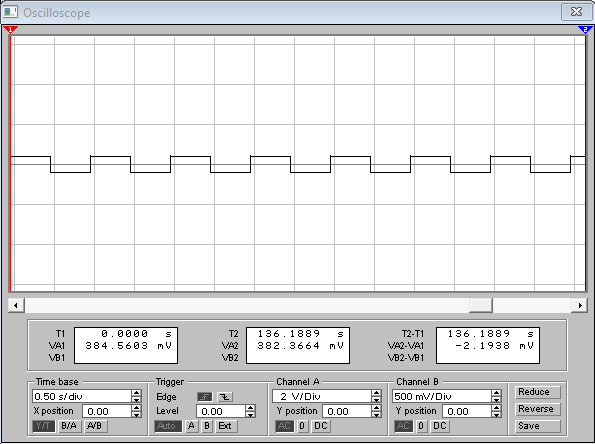 Oscilloscope
1 2
T1 0.0000 s T2 136.1889 s T2-T1 136.1889 s
VA1 384.5603 mV VA2 382.3664 mV VA2-VA1 -2.1938 mV
VB1 VB2 VB2-VB1
Time base Trigger Channel A Channel B Reduce
0.50 s/div Edge 2 V/Div 500 mV/Div
X position 0.00 Level 0.00 Y position 0.00 Y position 0.00 Reverse
Y/T B/A A/B Auto A B Ext AC 0 DC AC 0 DC Save